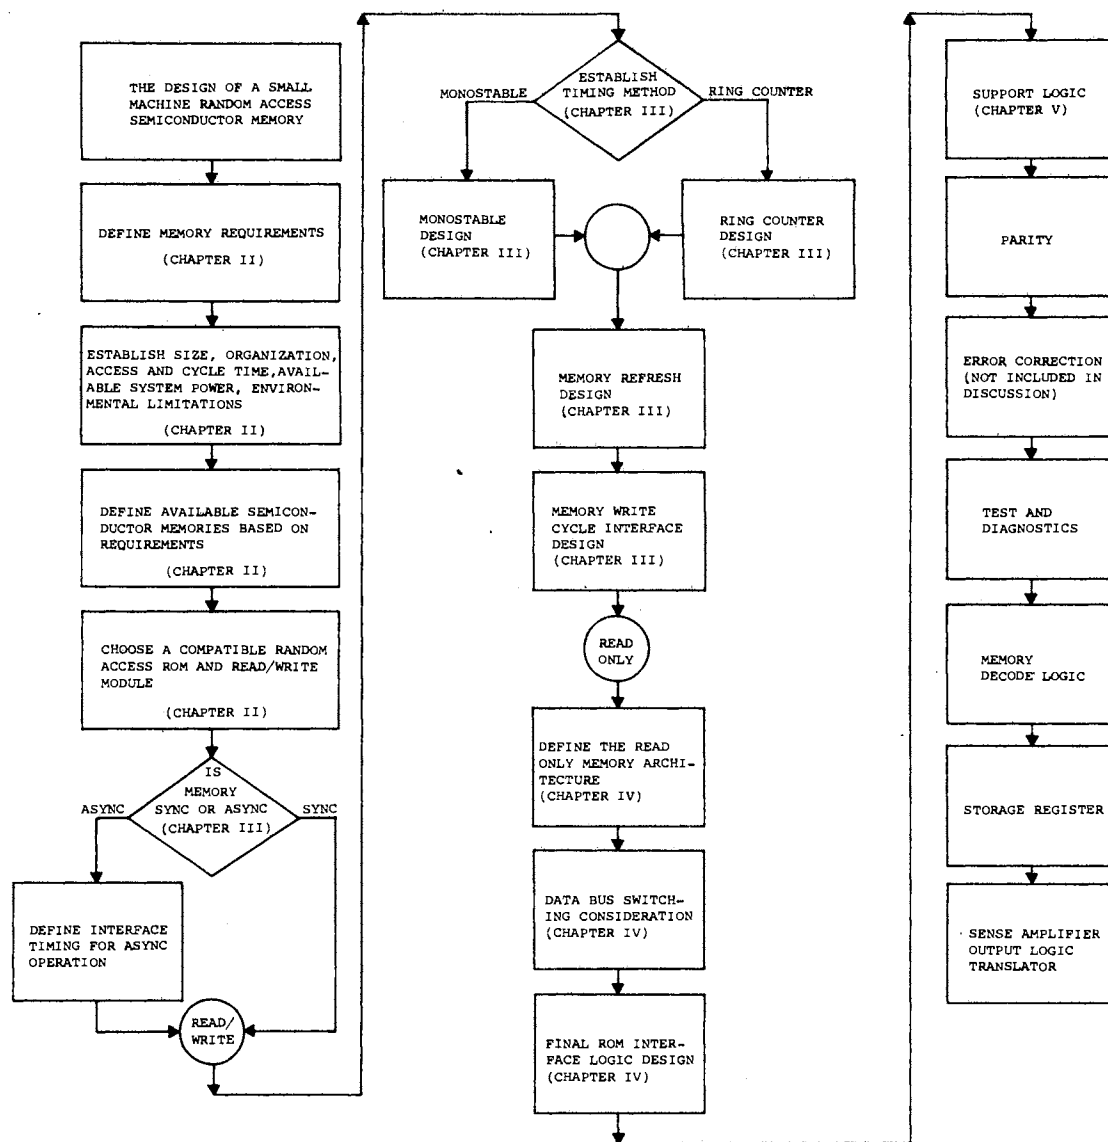 THE DESIGN OF A SMALL
MACHINE RANDOM ACCESS
SEMICONDUCTOR MEMORY
DEFINE MEMORY REQUIREMENTS
(CHAPTER II)
ESTABLISH SIZE, ORGANIZATION,
ACCESS AND CYCLE TIME,AVAIL-
ABLE SYSTEM POWER, ENVIRON-
MENTAL LIMITATIONS
(CHAPTER II)
DEFINE AVAILABLE SEMICON-
DUCTOR MEMORIES BASED ON
REQUIREMENTS
(CHAPTER II)
CHOOSE A COMPATIBLE RANDOM
ACCESS ROM AND READ/WRITE
MODULE
(CHAPTER II)
IS
MEMORY
SYNC OR ASYNC
(CHAPTER III)
ASYNC
SYNC
DEFINE INTERFACE
TIMING FOR ASYNC
OPERATION
READ/
WRITE
ESTABLISH
TIMING METHOD
(CHAPTER III)
MONOSTABLE
RING COUNTER
MONOSTABLE
DESIGN
(CHAPTER III)
RING COUNTER
DESIGN
(CHAPTER III)
MEMORY REFRESH
DESIGN
(CHAPTER III)
MEMORY WRITE
CYCLE INTERFACE
DESIGN
(CHAPTER III)
READ
ONLY
DEFINE THE READ
ONLY MEMORY ARCHI-
TECTURE
(CHAPTER IV)
DATA BUS SWITCH-
ING CONSIDERATION
(CHAPTER IV)
FINAL ROM INTER-
FACE LOGIC DESIGN
(CHAPTER IV)
SUPPORT LOGIC
(CHAPTER V)
PARITY
ERROR CORRECTION
(NOT INCLUDED IN
DISCUSSION)
TEST AND
DIAGNOSTICS
MEMORY
DECODE LOGIC
STORAGE REGISTER
SENSE AMPLIFIER
OUTPUT LOGIC
TRANSLATOR